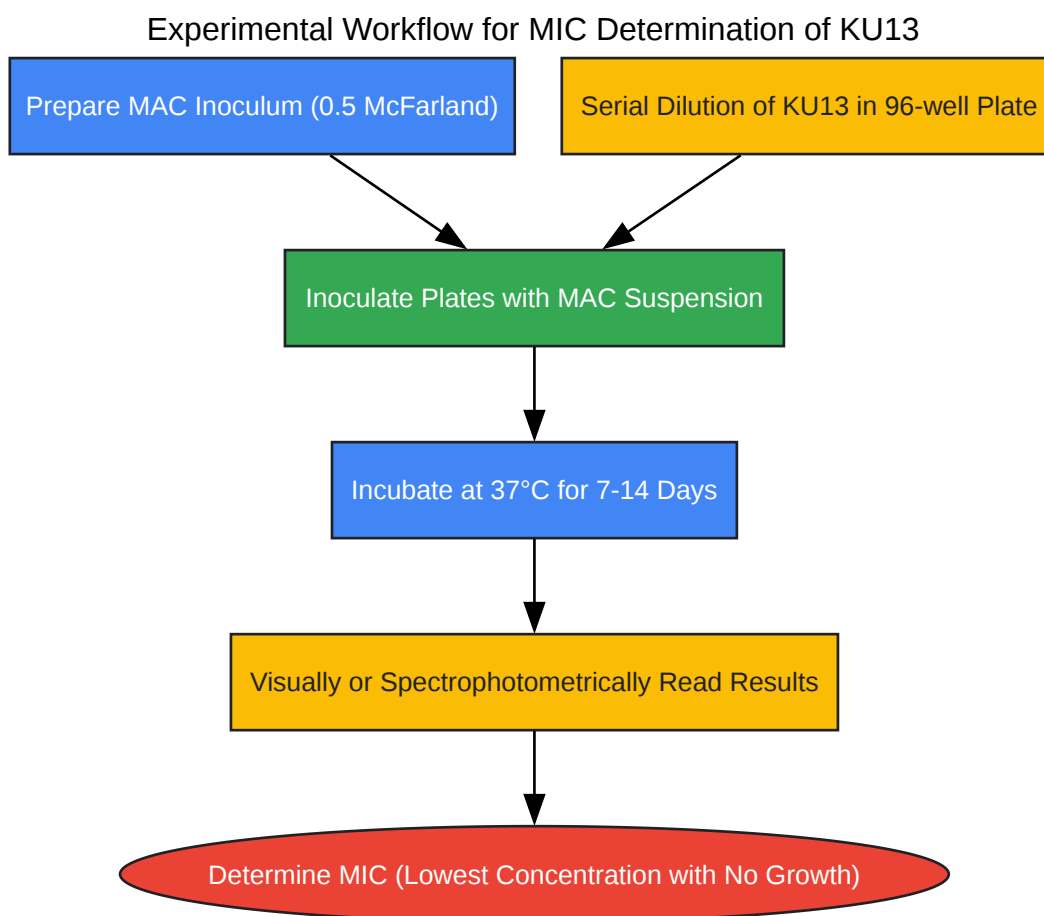 Experimental Workflow for MIC Determination of KU13
Prepare MAC Inoculum (0.5 McFarland)
Serial Dilution of KU13 in 96-well Plate
Inoculate Plates with MAC Suspension
Incubate at 37°C for 7-14 Days
Visually or Spectrophotometrically Read Results
Determine MIC (Lowest Concentration with No Growth)